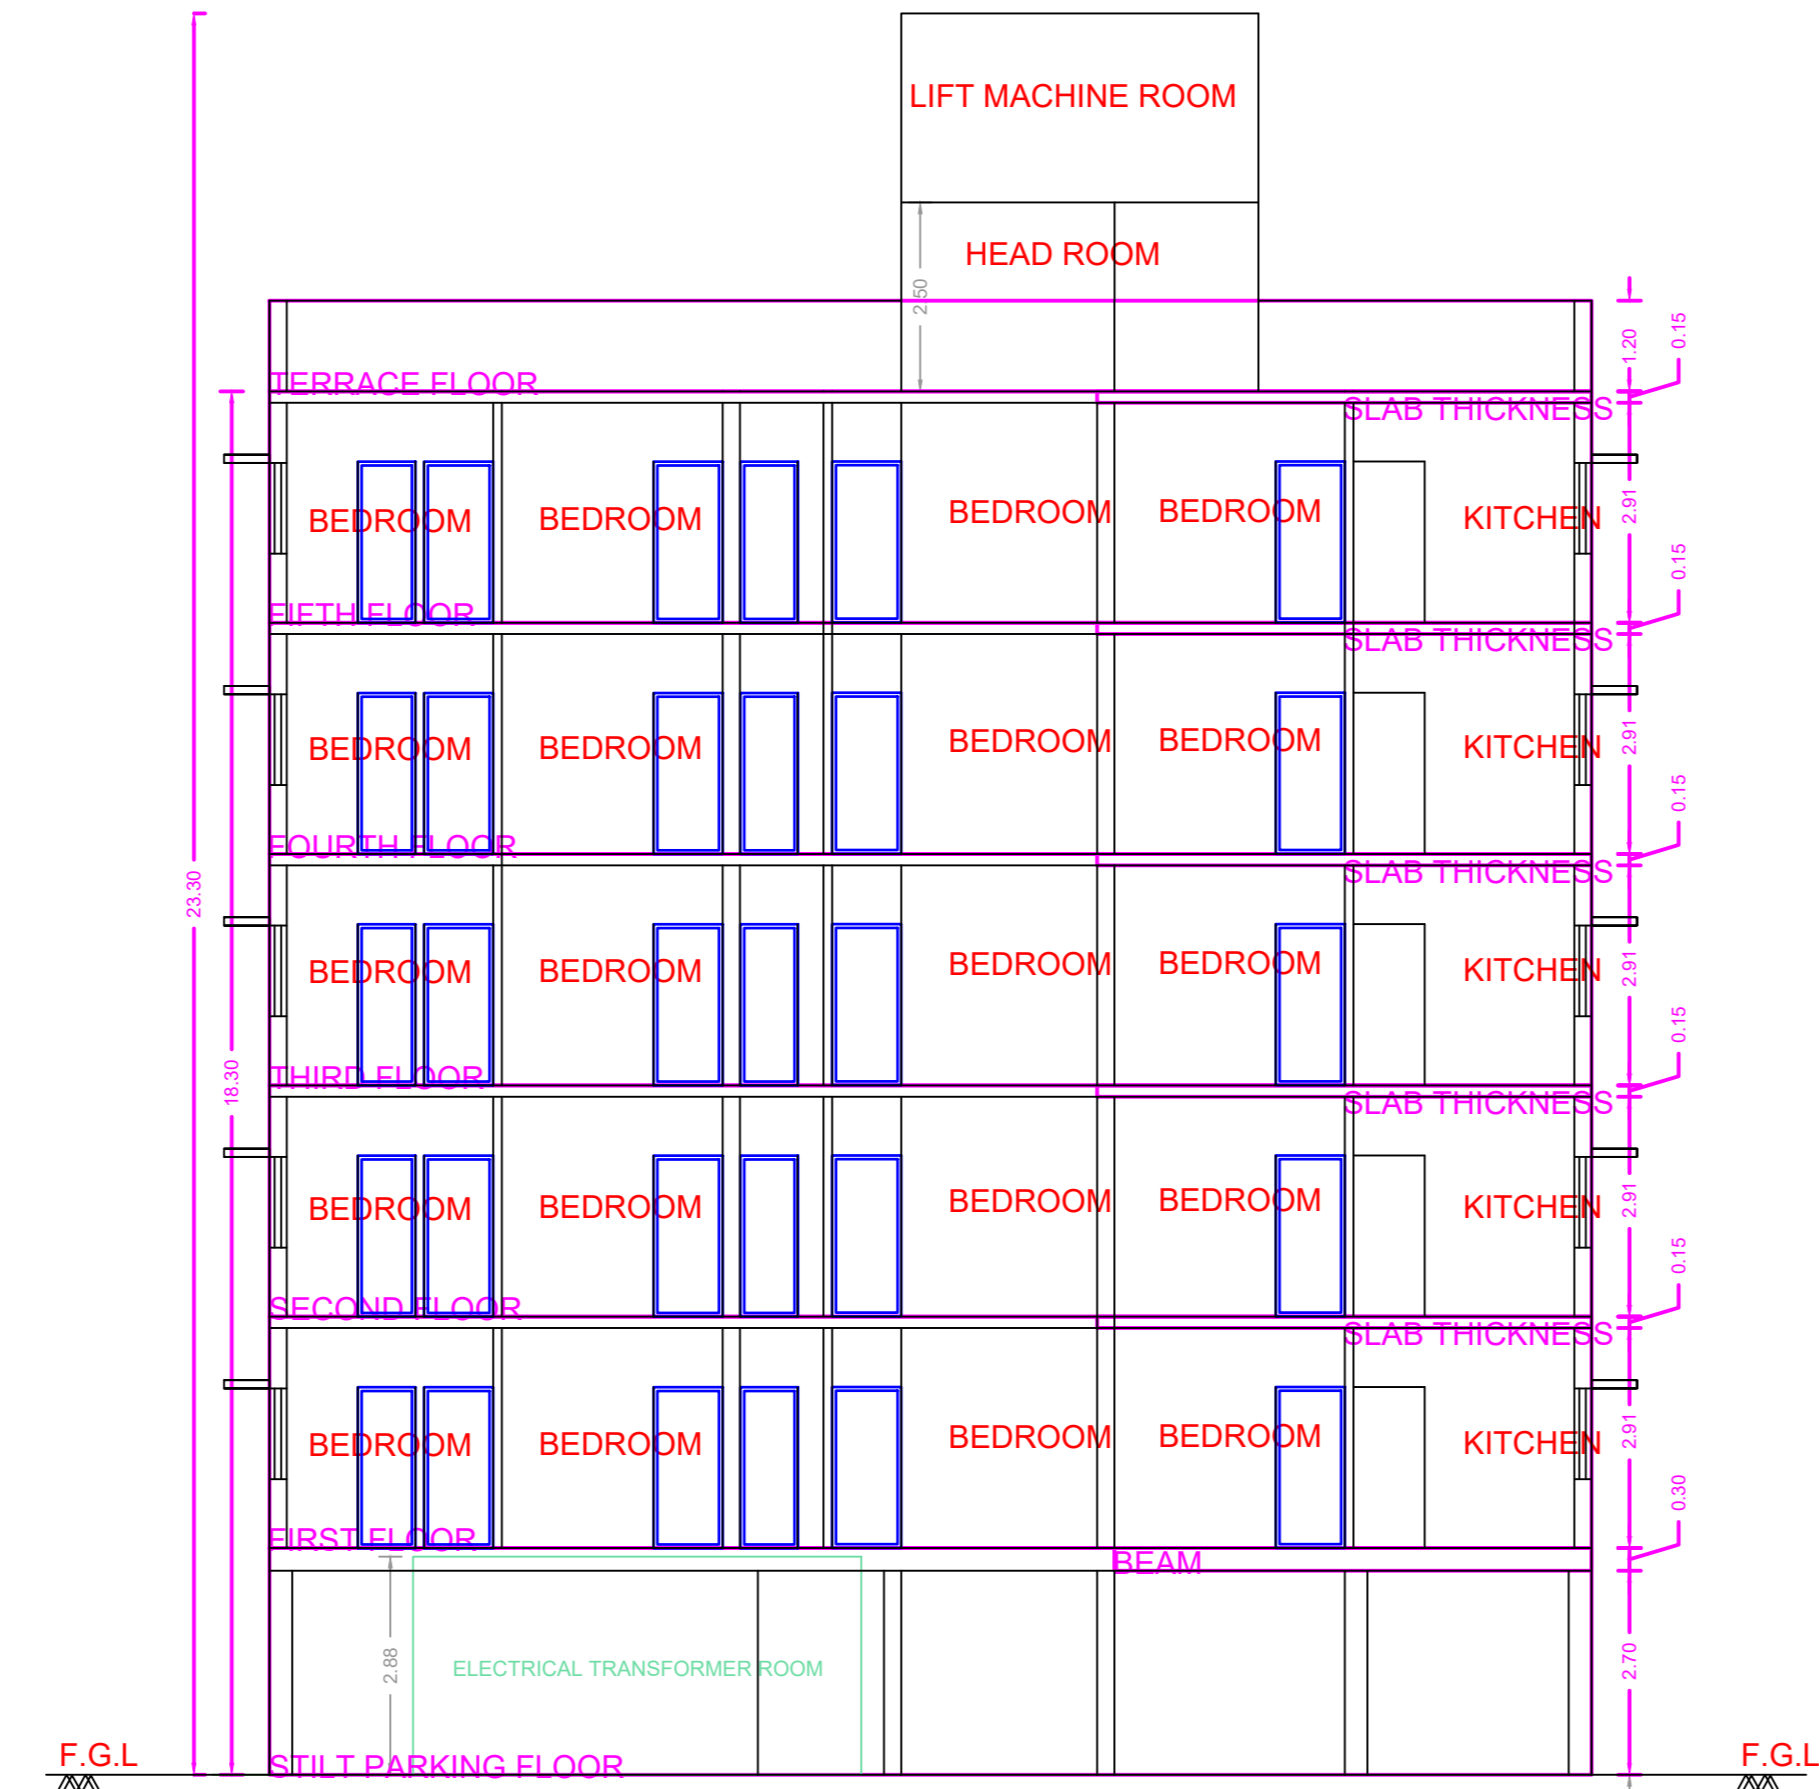 LIFT MACHINE ROOM
HEAD ROOM
2.50
1.20
0.15
TERRACE FLOOR
SLAB THICKNESS
BEDROOM BEDROOM BEDROOM BEDROOM KITCHEN
2.91
0.15
FIFTH FLOOR
SLAB THICKNESS
BEDROOM BEDROOM BEDROOM BEDROOM KITCHEN
2.91
0.15
FOURTH FLOOR
SLAB THICKNESS
23.30
BEDROOM BEDROOM BEDROOM BEDROOM KITCHEN
2.91
0.15
THIRD FLOOR
18.30
SLAB THICKNESS
BEDROOM BEDROOM BEDROOM BEDROOM KITCHEN
2.91
0.15
SECOND FLOOR
SLAB THICKNESS
BEDROOM BEDROOM BEDROOM BEDROOM KITCHEN
2.91
0.30
FIRST FLOOR
BEAM
2.88
ELECTRICAL TRANSFORMER ROOM
2.70
F.G.L
STILT PARKING FLOOR
F.G.L